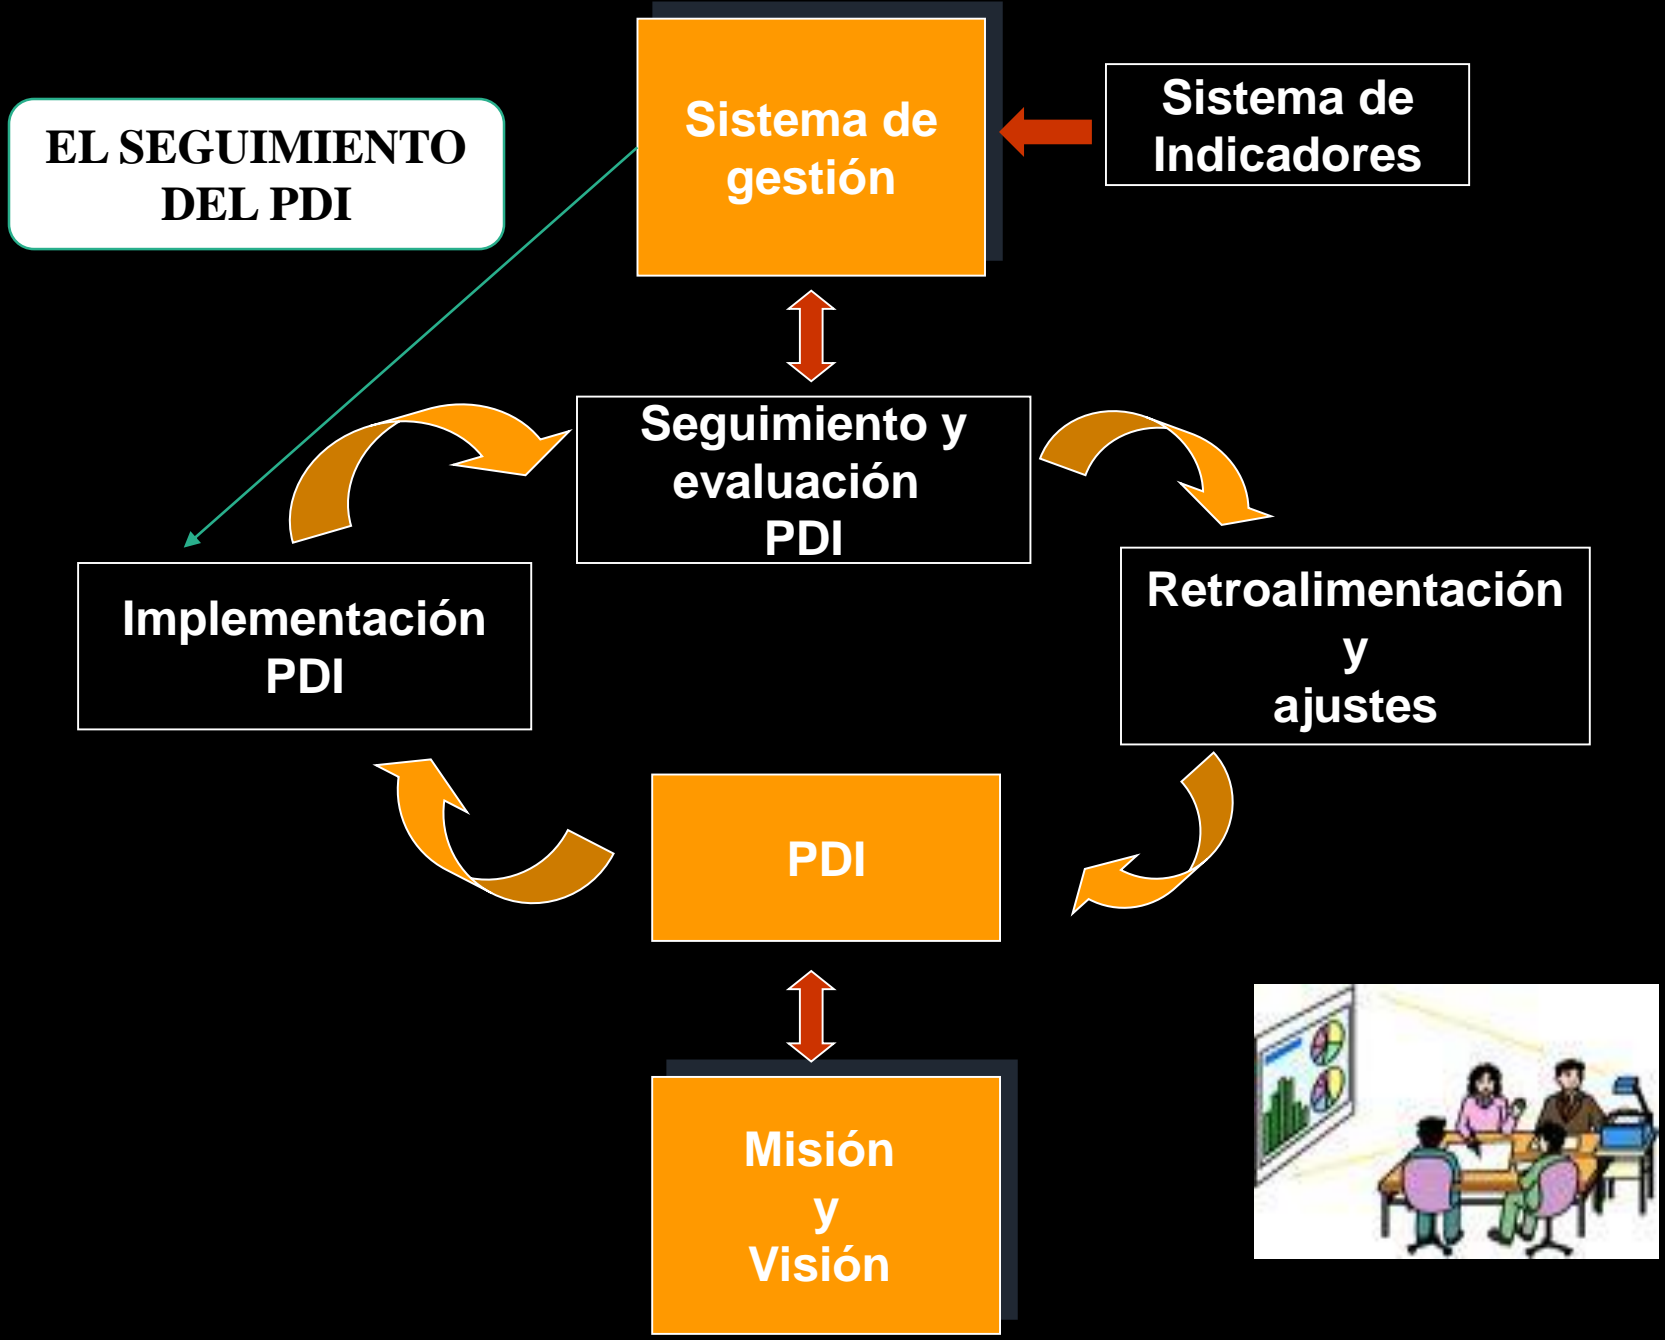 EL SEGUIMIENTO
DEL PDI
Sistema de
gestión
Sistema de
Indicadores
Seguimiento y
evaluación
PDI
Implementación
PDI
Retroalimentación
y
ajustes
PDI
Misión
y
Visión